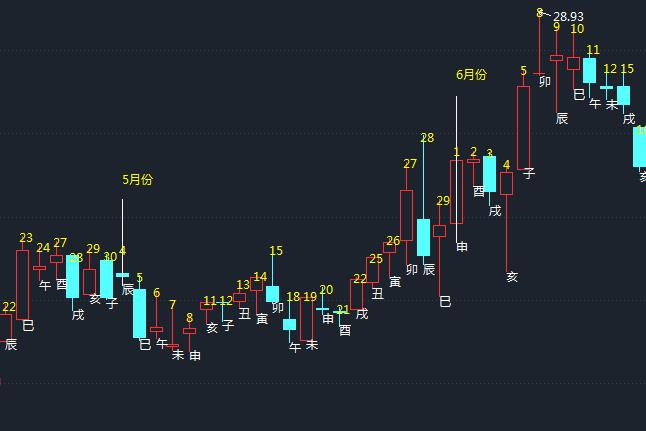 8 28.93
9 10
11
12 15
5
卯
巳
午 未
辰
戌
6月份
28
1 2 3
4
27
子
亥
酉
5月份
29
戌
26
申
亥
23 24 27 28 29 30 4
25
卯 辰
15
巳
5
22
丑
寅
午 酉
亥 子
辰
13 14
6
11 12
18 19 20
21
22
7
8
巳
戌
丑 寅
卯
申
戌
亥 子
酉
辰
巳 午
未 申
午 未